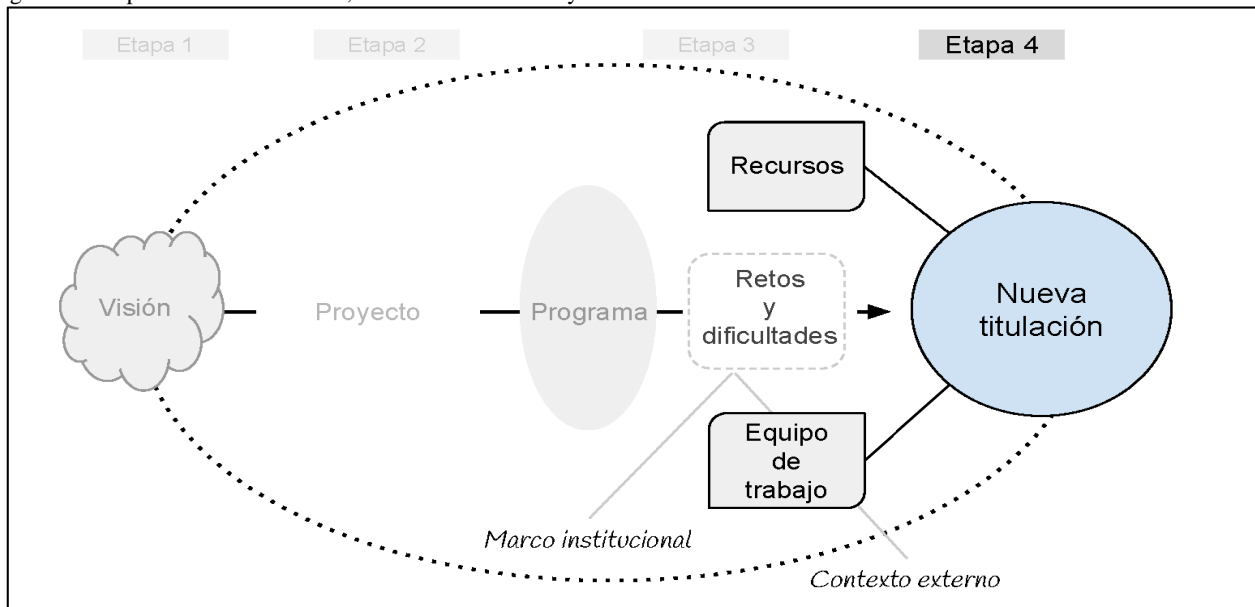 Etapa 1
Etapa 2
Etapa 3
Etapa 4
Recursos
Visión
Proyecto
Programa
Retos
y
dificultades
Nueva
titulación
Equipo
de
trabajo
Marco institucional
Contexto externo